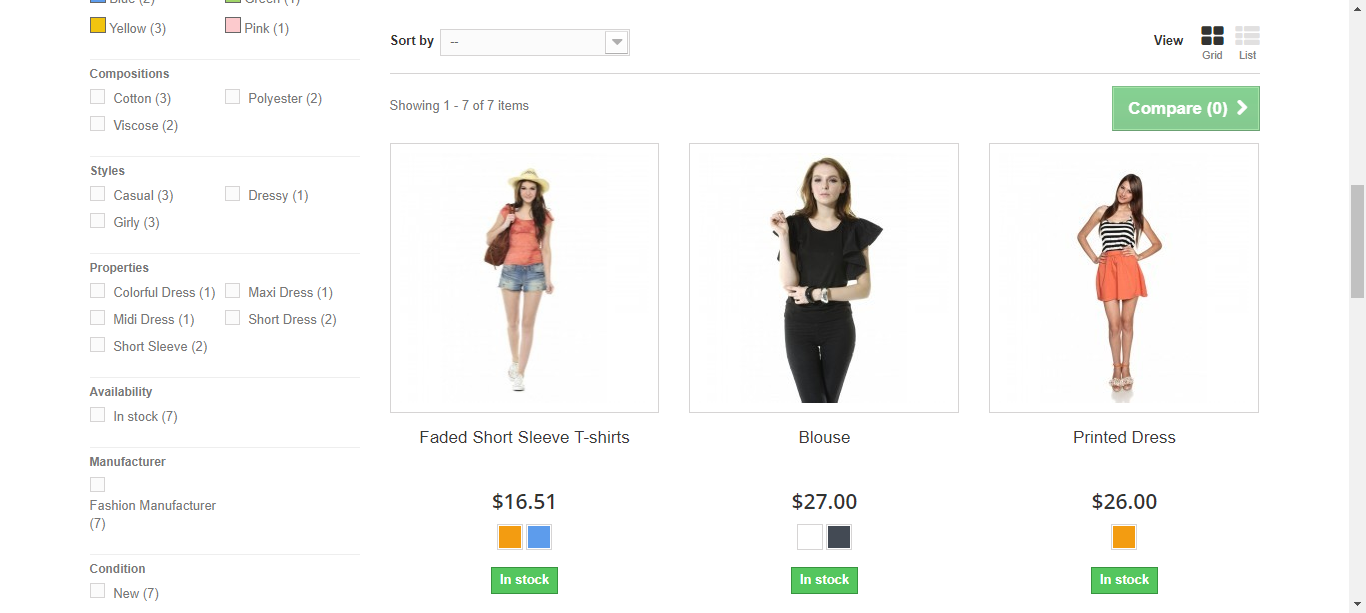 Blue (2)
Green (1)
Yellow (3)
Pink (1)
Compositions
Cotton (3)
Polyester (2)
Viscose (2)
Styles
Casual (3)
Dressy (1)
Girly (3)
Properties
Colorful Dress (1)
Maxi Dress (1)
Midi Dress (1)
Short Dress (2)
Short Sleeve (2)
Availability
In stock (7)
Manufacturer
Fashion Manufacturer
(7)
Condition
New (7)
Sort by
--
View
Grid
List
Showing 1 - 7 of 7 items
Compare (0)
Faded Short Sleeve T-shirts
$16.51
In stock
Blouse
$27.00
In stock
Printed Dress
$26.00
In stock